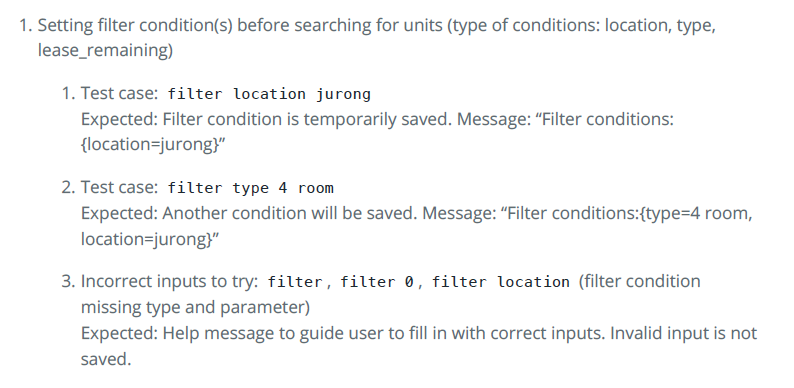 1. Setting filter condition(s) before searching for units (type of conditions: location, type,
lease_remaining)
1. Test case: filter location jurong
Expected: Filter condition is temporarily saved. Message: “Filter conditions:
{location=jurong}”
2. Test case: filter type 4 room
Expected: Another condition will be saved. Message: “Filter conditions:{type=4 room,
location=jurong}”
3. Incorrect inputs to try: filter, filter 0, filter location (filter condition
missing type and parameter)
Expected: Help message to guide user to fill in with correct inputs. Invalid input is not
saved.